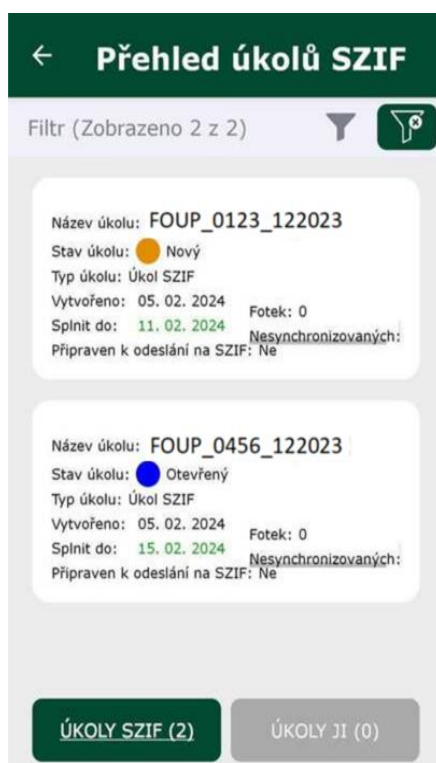 Přehled úkolů SZIF
Filtr (Zobrazeno 2 z 2)
Název úkolu: FOUP_0123_122023
Stav úkolu: Nový
Typ úkolu: Úkol SZIF
Vytvořeno: 05. 02. 2024
Fotek: 0
Splnit do: 11. 02. 2024
Nesynchronizovaných:
Připraven k odeslání na SZIF: Ne
Název úkolu: FOUP_0456_122023
Stav úkolu: Otevřený
Typ úkolu: Úkol SZIF
Vytvořeno: 05. 02. 2024
Fotek: 0
Splnit do: 15. 02. 2024
Nesynchronizovaných:
Připraven k odeslání na SZIF: Ne
ÚKOLY SZIF (2)
ÚKOLY JI (0)